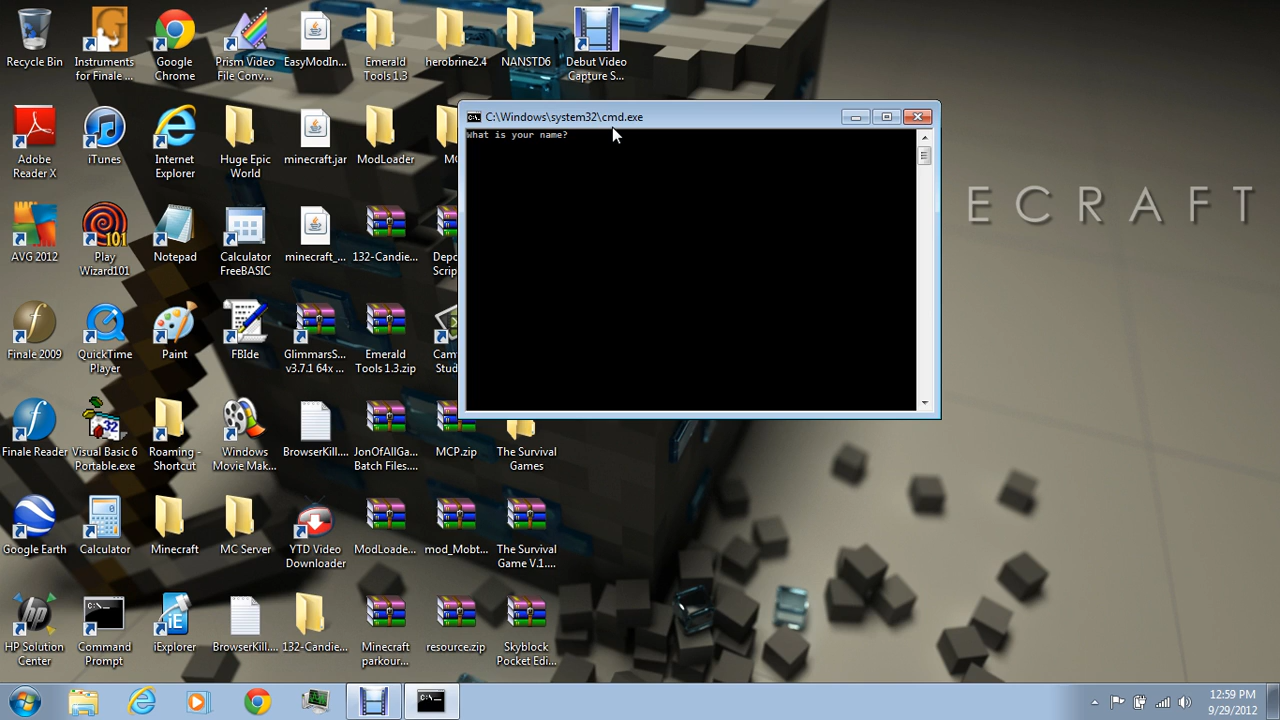 Recycle Bin
Instruments
for Finale ...
Google
Chrome
Prism Video
File Conv...
EasyModIn...
Emerald
Tools 1.3
herobrine2.4
NANSTD6
Debut Video
Capture S...
C:\Windows\system32\cmd.exe
What is your name?
ECRAFT
Adobe
Reader X
iTunes
Internet
Explorer
Huge Epic
World
minecraft.jar
ModLoader
AVG 2012
Play
Wizard101
Notepad
Calculator
FreeBASIC
minecraft_...
132-Candie...
Finale 2009
QuickTime
Player
Paint
FBIde
GlimmarsS...
v3.7.1 64x ...
Emerald
Tools 1.3.zip
Finale Reader
Visual Basic 6
Portable.exe
Roaming -
Shortcut
Windows
Movie Mak...
BrowserKill....
JonOfAllGa...
Batch Files....
MCP.zip
The Survival
Games
Google Earth
Calculator
Minecraft
MC Server
YTD Video
Downloader
ModLoade...
mod_Mobt...
The Survival
Game V.1....
HP Solution
Center
Command
Prompt
iExplorer
BrowserKill....
132-Candie...
Minecraft
parkour...
resource.zip
Skyblock
Pocket Edi...
12:59 PM
9/29/2012